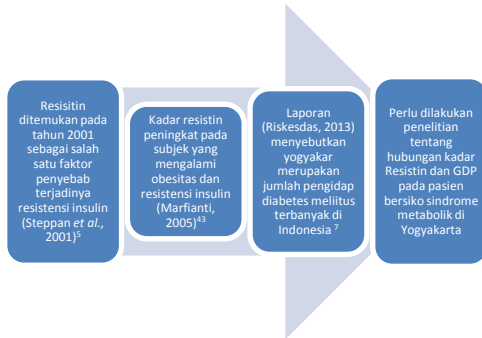 Resisitin
ditemukan pada
tahun 2001
sebagai salah
satu faktor
penyebab
terjadinya
resistensi insulin
(Steppan et al.,
2001)5
Kadar resistin
peningkat pada
subjek yang
mengalami
obesitas dan
resistensi insulin
(Marfianti,
2005)43
Laporan
(Riskesdas, 2013)
menyebutkan
yogyakar
merupakan
jumlah pengidap
diabetes meliitus
terbanyak di
Indonesia 7
Perlu dilakukan
penelitian
tentang
hubungan kadar
Resistin dan GDP
pada pasien
bersiko sindrome
metabolik di
Yogyakarta